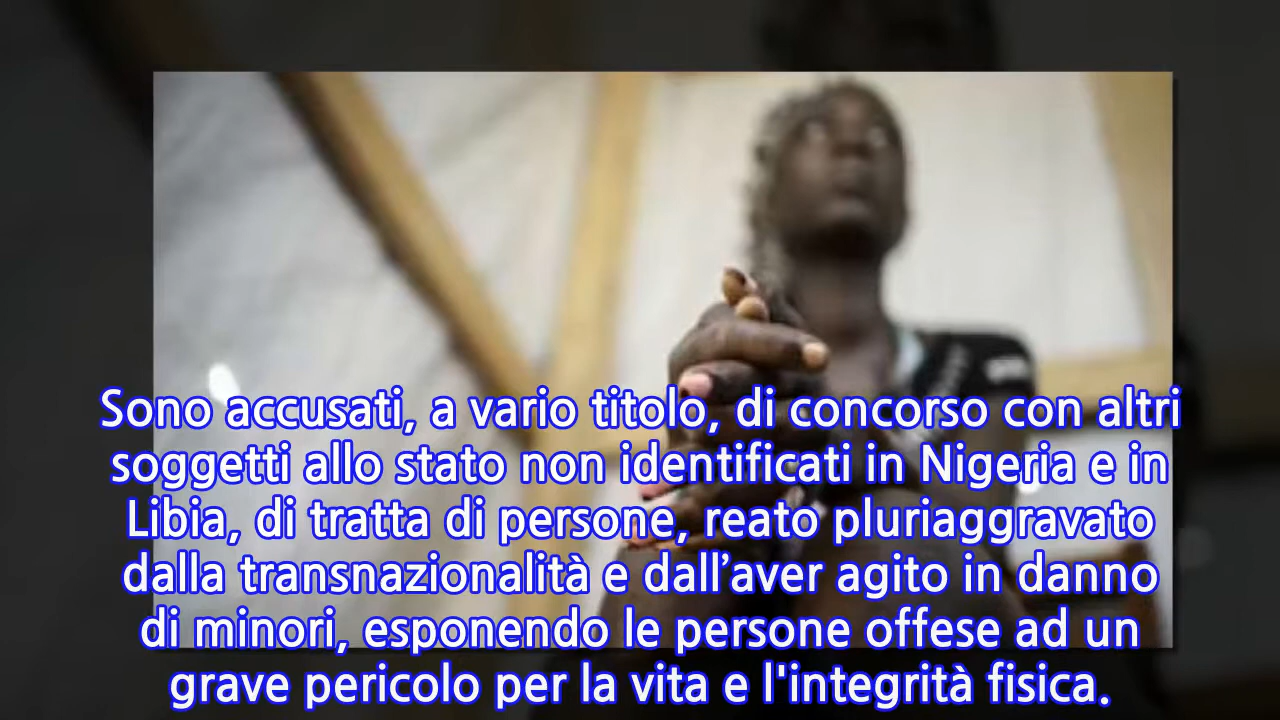 Sono accusati, a vario titolo, di concorso con altri
soggetti allo stato non identificati in Nigeria e in
Libia, di tratta di persone, reato pluriaggravato
dalla transnazionalità e dall’aver agito in danno
di minori, esponendo le persone offese ad un
grave pericolo per la vita e l'integrità fisica.